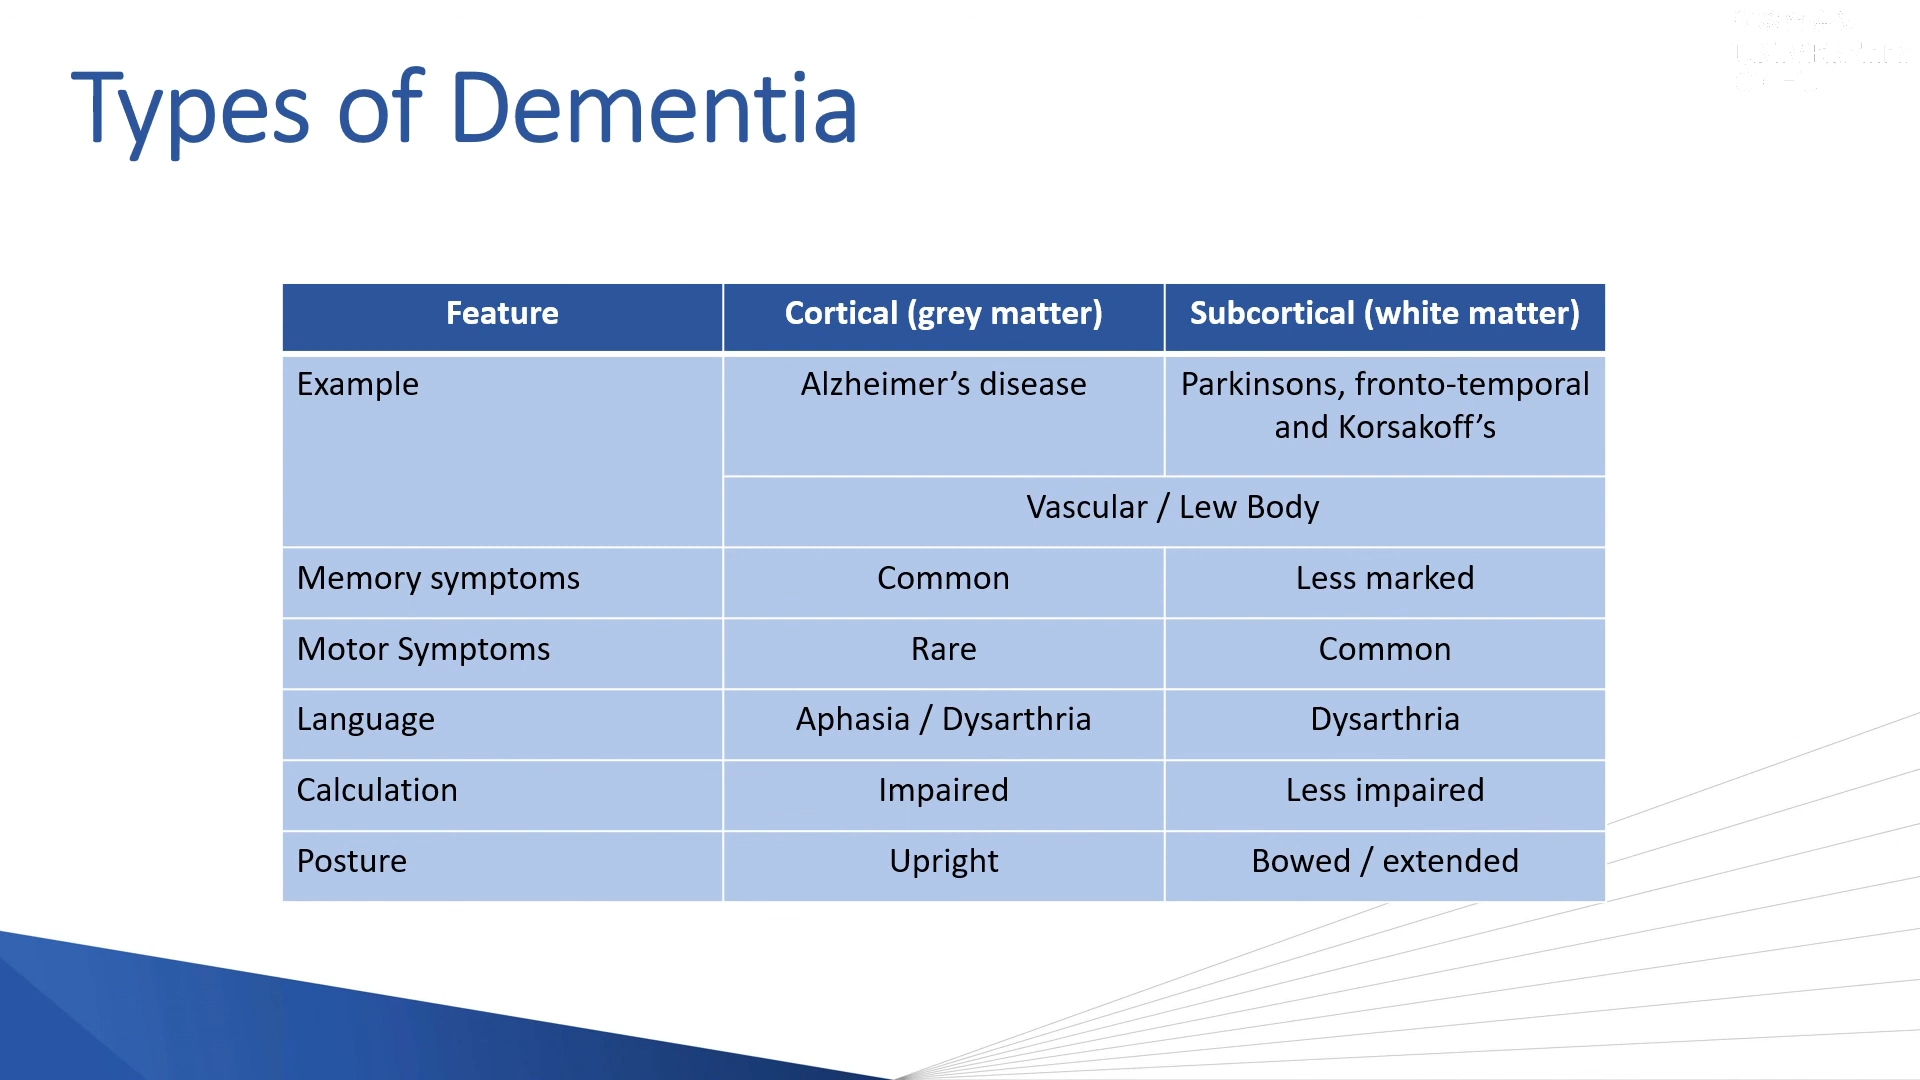 Types of Dementia
Feature
Cortical (grey matter)
Subcortical (white matter)
Example
Alzheimer’s disease
Parkinsons, fronto-temporal
and Korsakoff’s
Vascular / Lew Body
Memory symptoms
Common
Less marked
Motor Symptoms
Rare
Common
Language
Aphasia / Dysarthria
Dysarthria
Calculation
Impaired
Less impaired
Posture
Upright
Bowed / extended